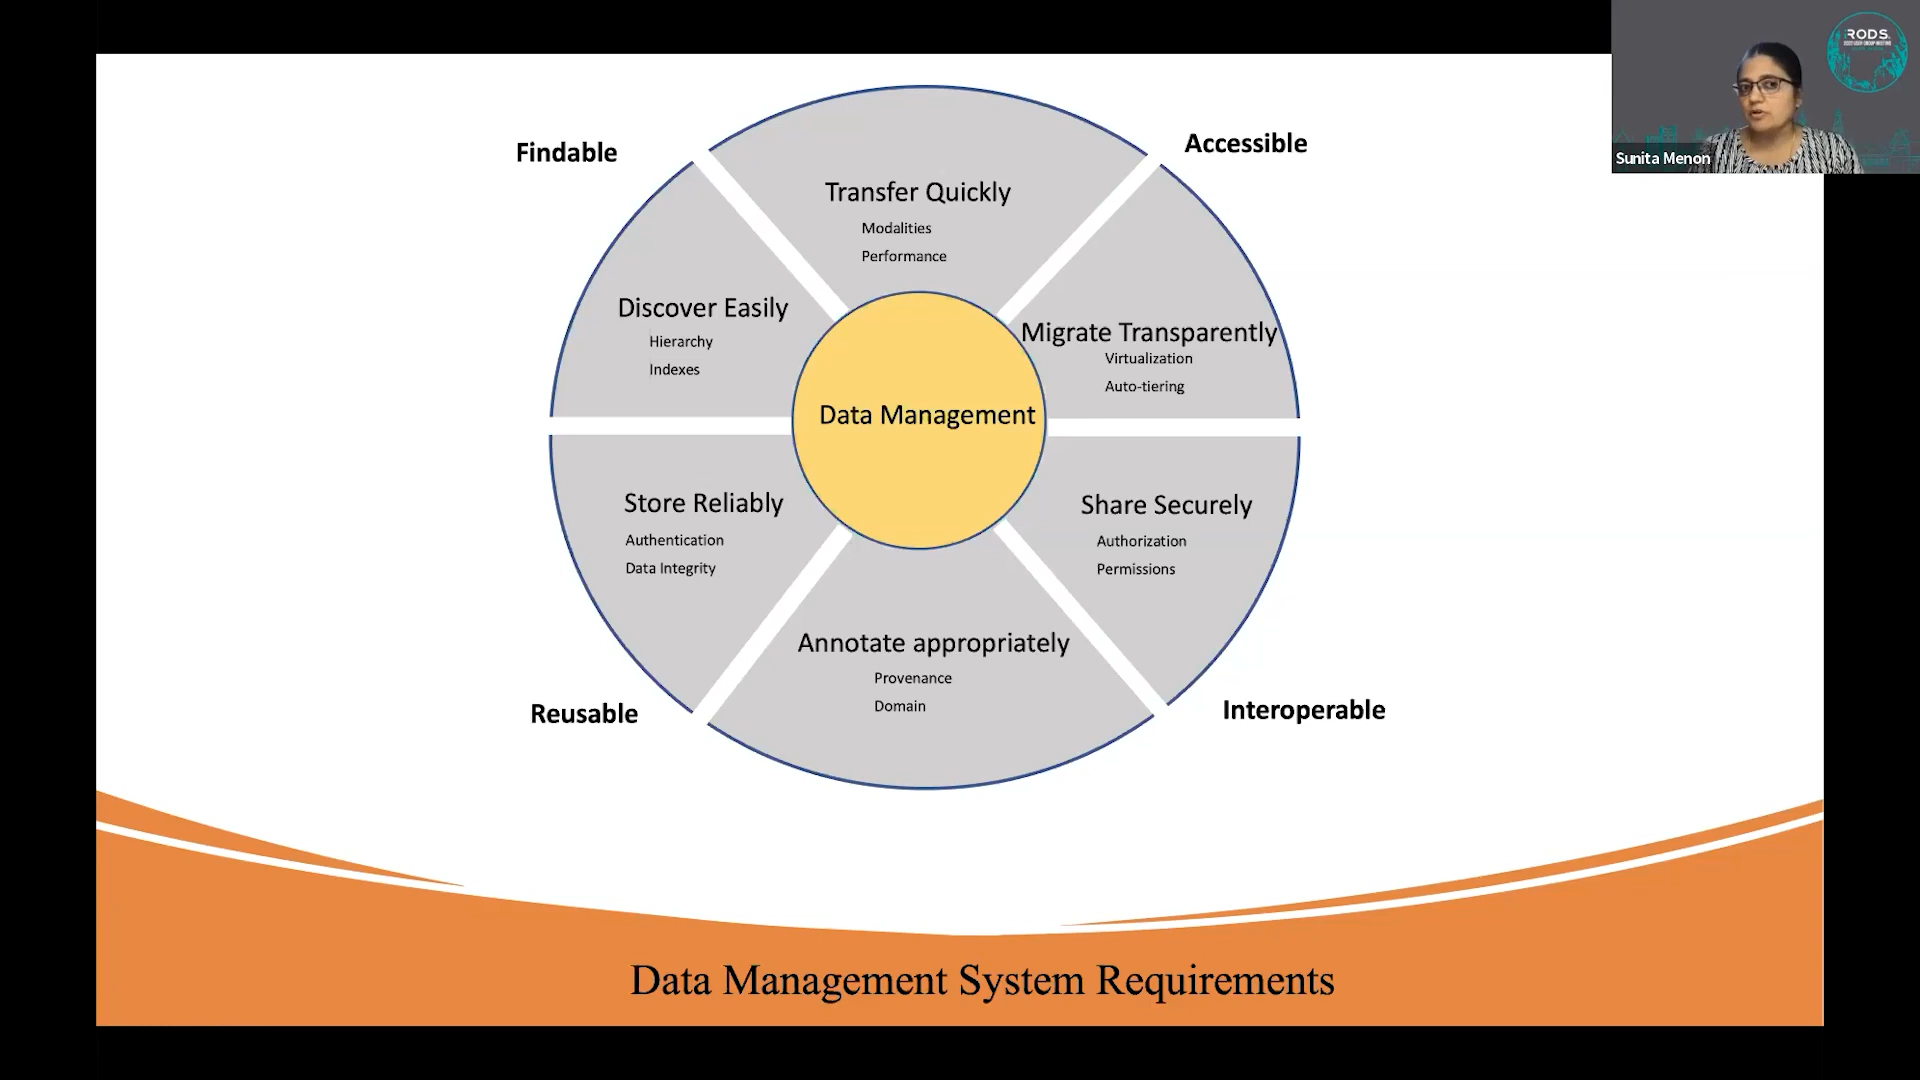 Findable
Accessible
Transfer Quickly
Modalities
Performance
Discover Easily
Hierarchy
Indexes
Migrate Transparently
Virtualization
Auto-tiering
Data Management
Store Reliably
Authentication
Data Integrity
Share Securely
Authorization
Permissions
Annotate appropriately
Provenance
Domain
Reusable
Interoperable
Data Management System Requirements
Sunita Menon
iRODS